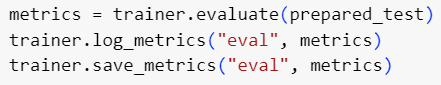 metrics = trainer.evaluate(prepared_test)
trainer.log_metrics("eval", metrics)
trainer.save_metrics("eval", metrics)